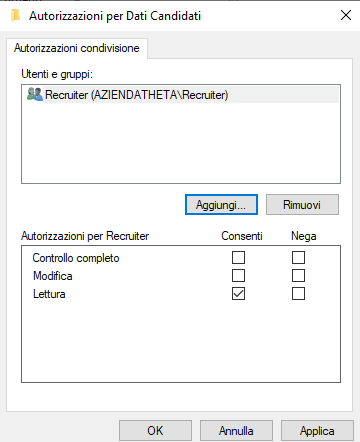 Autorizzazioni per Dati Candidati
Autorizzazioni condivisione
Utenti e gruppi:
Recruiter (AZIENDATHETA\Recruiter)
Aggiungi... Rimuovi
Autorizzazioni per Recruiter Consenti Nega
Controllo completo
Modifica
Lettura
OK Annulla Applica